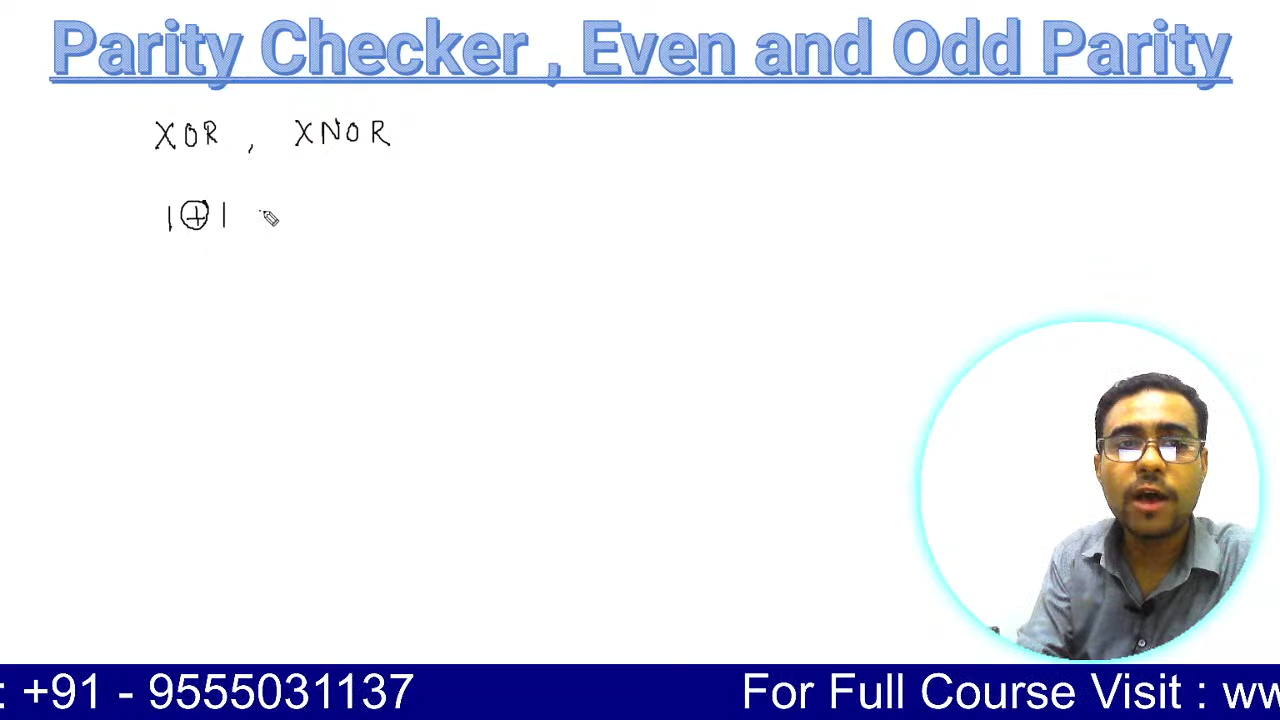 Parity Checker , Even and Odd Parity
XOR , XNOR
1 ⊕ 1
: +91 - 9555031137 For Full Course Visit : ww